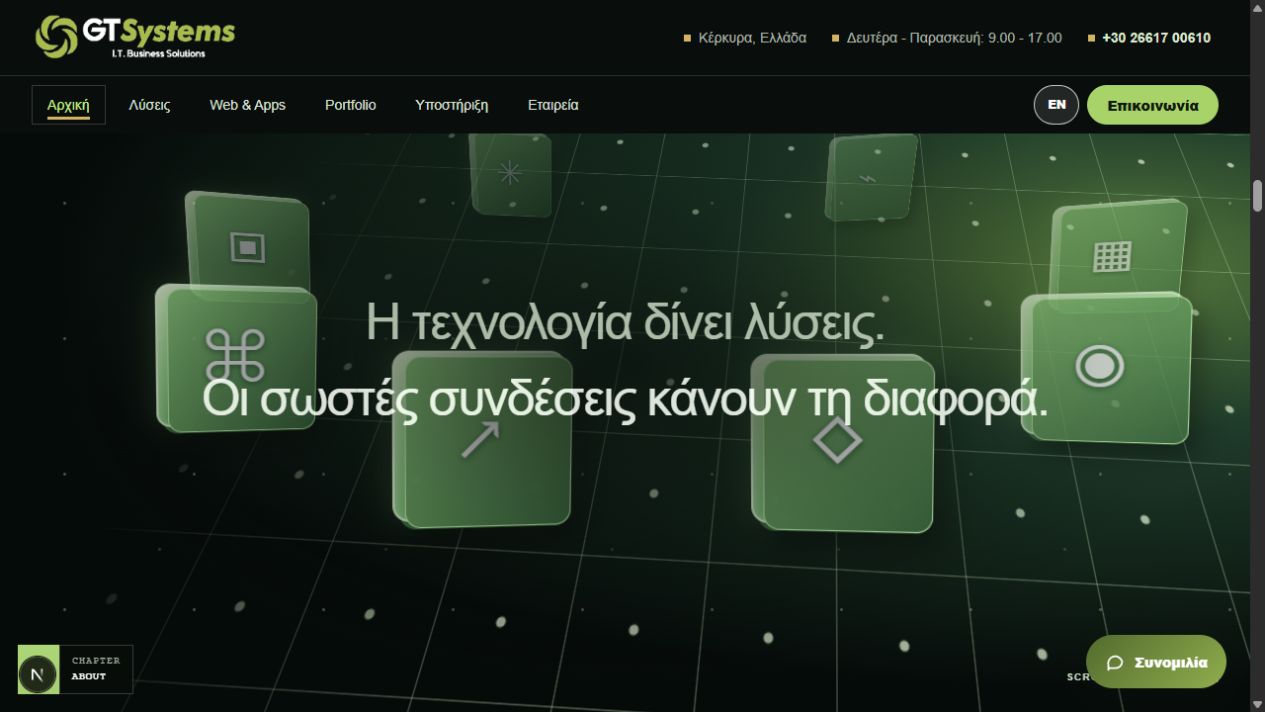 GTSystems
I.T. Business Solutions
Κέρκυρα, Ελλάδα
Δευτέρα - Παρασκευή: 9.00 - 17.00
+30 26617 00610
Αρχική
Λύσεις
Web & Apps
Portfolio
Υποστήριξη
Εταιρεία
EN
Επικοινωνία
Η τεχνολογία δίνει λύσεις.
Οι σωστές συνδέσεις κάνουν τη διαφορά.
N
CHAPTER
ABOUT
Συνομιλία